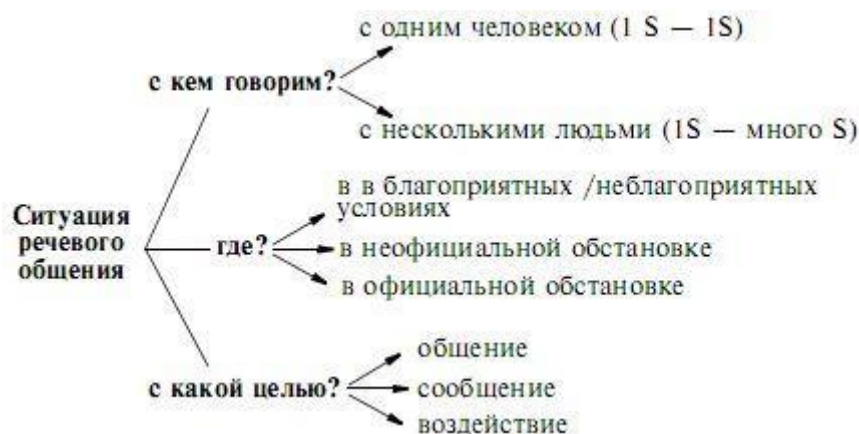 с одним человеком (1 S — 1S)
с кем говорим?
с несколькими людьми (1S — много S)
Ситуация
речевого
общения
в в благоприятных /неблагоприятных
условиях
где?
в неофициальной обстановке
в официальной обстановке
общение
с какой целью?
сообщение
воздействие